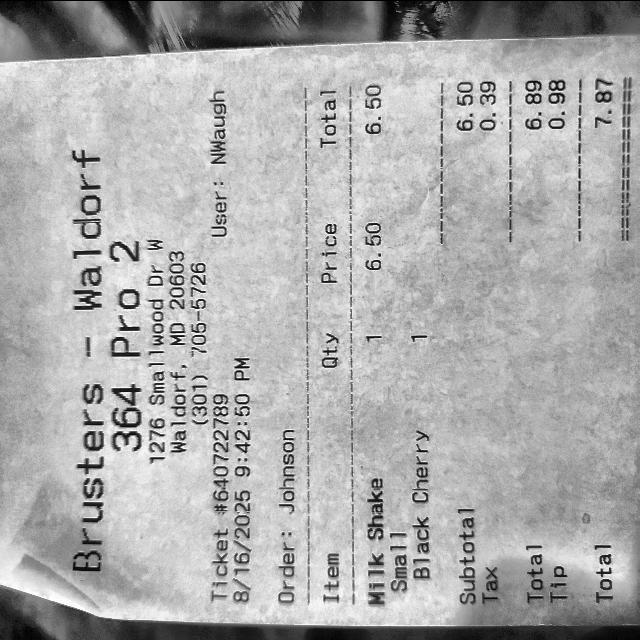 Brusters - Waldorf
364 Pro 2
1276 Smallwood Dr W
Waldorf, MD 20603
(301) 705-5726
Ticket #640722789 User: NWaugh
8/16/2025 9:42:50 PM
Order: Johnson
Item Qty Price Total
Milk Shake 1 6.50 6.50
Small
Black Cherry 1
Subtotal 6.50
Tax 0.39
Total 6.89
Tip 0.98
Total 7.87